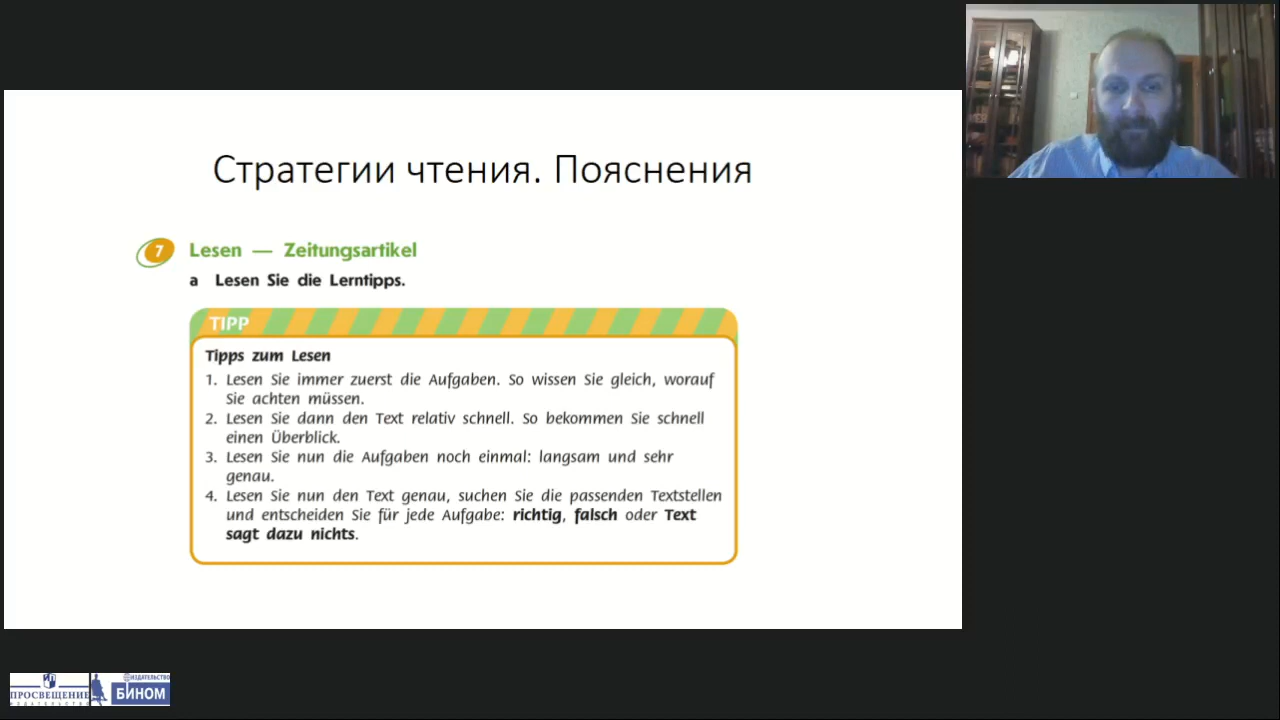 Стратегии чтения. Пояснения
7 Lesen — Zeitungsartikel
a Lesen Sie die Lerntipps.
TIPP
Tipps zum Lesen
1. Lesen Sie immer zuerst die Aufgaben. So wissen Sie gleich, worauf
Sie achten müssen.
2. Lesen Sie dann den Text relativ schnell. So bekommen Sie schnell
einen Überblick.
3. Lesen Sie nun die Aufgaben noch einmal: langsam und sehr
genau.
4. Lesen Sie nun den Text genau, suchen Sie die passenden Textstellen
und entscheiden Sie für jede Aufgabe: richtig, falsch oder Text
sagt dazu nichts.
ПРОСВЕЩЕНИЕ
ИЗДАТЕЛЬСТВО
ИЗДАТЕЛЬСТВО
БИНОМ